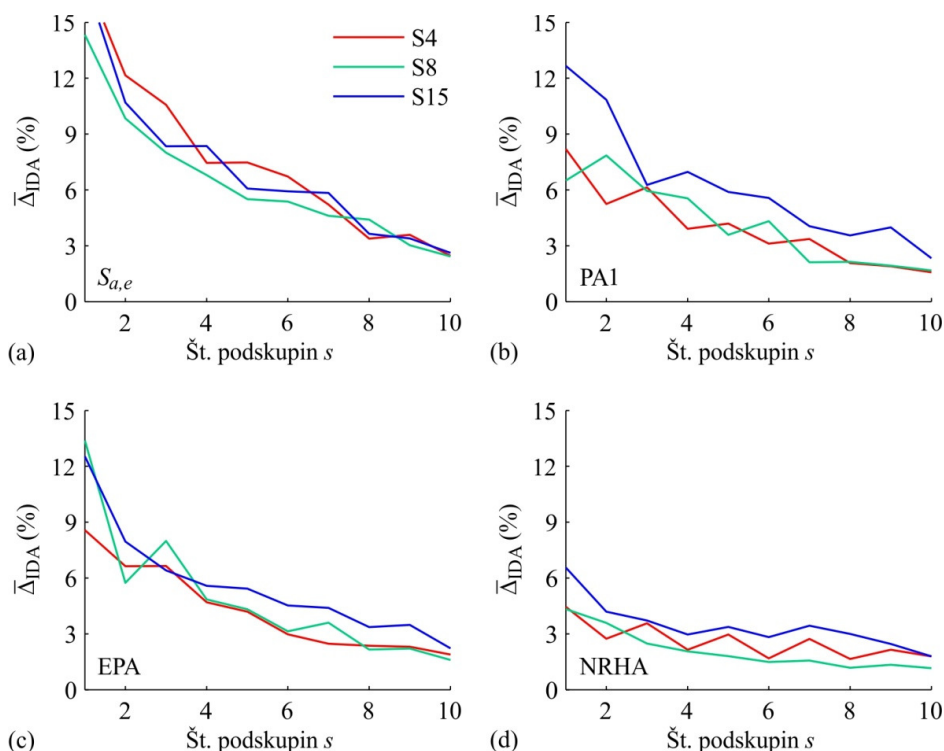 15
12
9
6
3
0
Δ̅IDA (%)
S4
S8
S15
Sa,e
2
4
6
8
10
(a)
Št. podskupin s
15
12
9
6
3
0
Δ̅IDA (%)
PA1
2
4
6
8
10
(b)
Št. podskupin s
15
12
9
6
3
0
Δ̅IDA (%)
EPA
2
4
6
8
10
(c)
Št. podskupin s
15
12
9
6
3
0
Δ̅IDA (%)
NRHA
2
4
6
8
10
(d)
Št. podskupin s